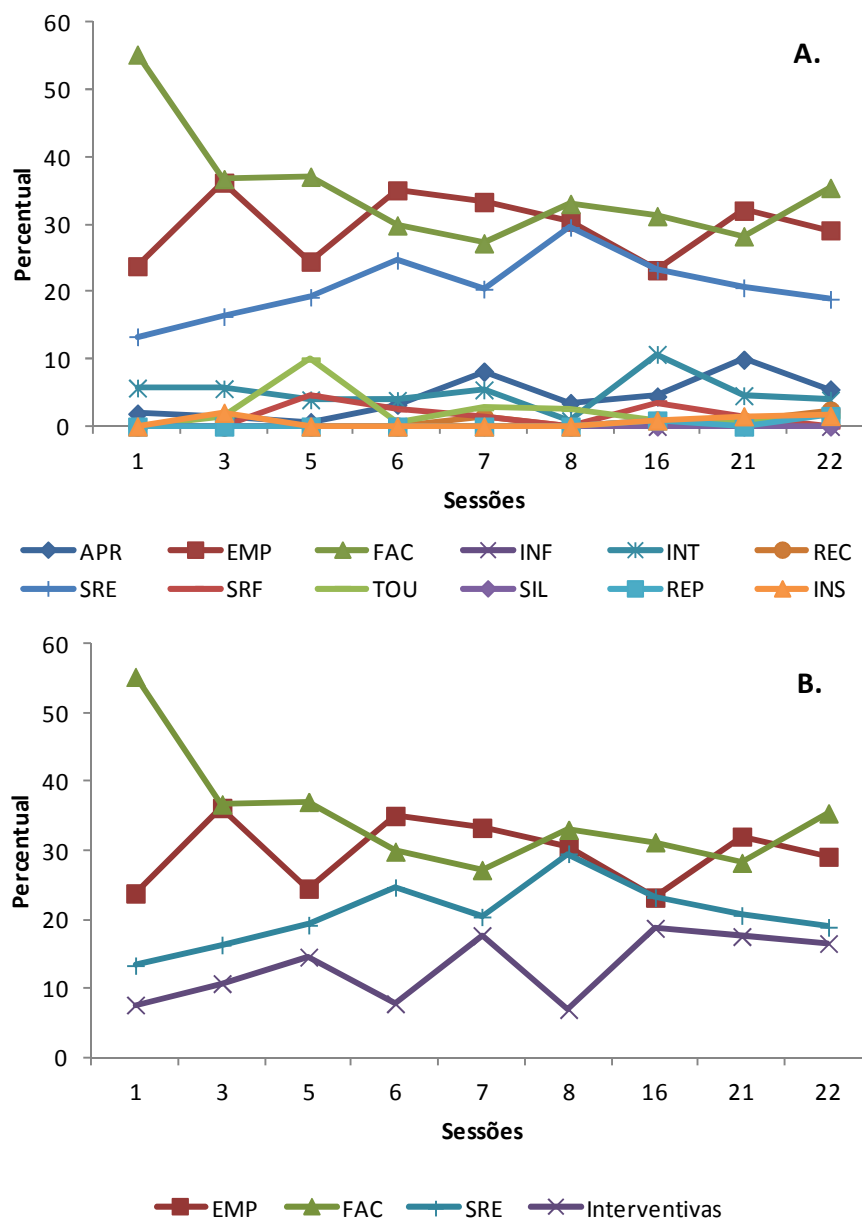 A.
60
50
40
30
20
10
0
Percentual
1 3 5 6 7 8 16 21 22
Sessões
APR EMP FAC INF INT REC
SRE SRF TOU SIL REP INS
B.
60
50
40
30
20
10
0
Percentual
1 3 5 6 7 8 16 21 22
Sessões
EMP FAC SRE Interventivas